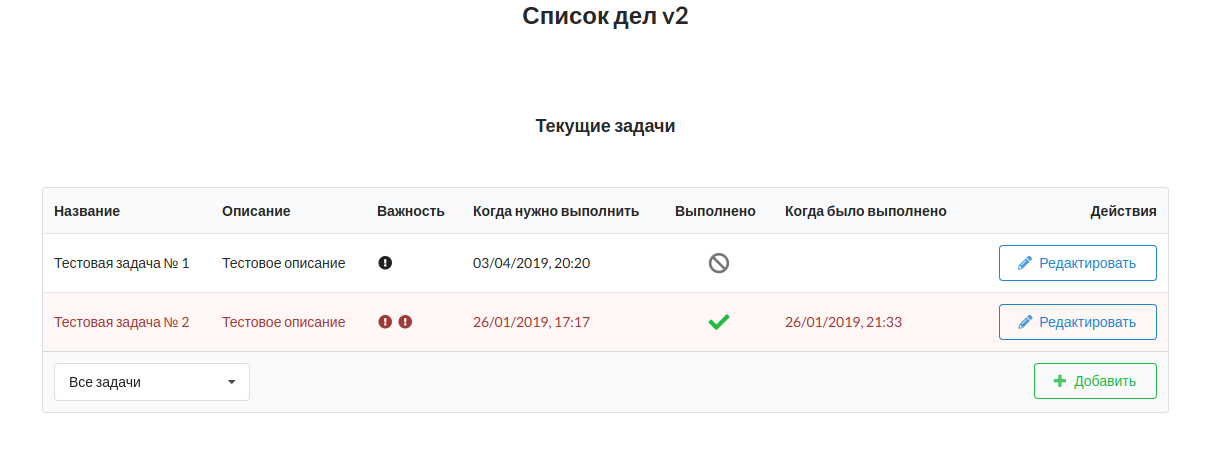 Список дел v2
Текущие задачи
Название Описание Важность Когда нужно выполнить Выполнено Когда было выполнено Действия
Тестовая задача № 1 Тестовое описание 03/04/2019, 20:20 Редактировать
Тестовая задача № 2 Тестовое описание 26/01/2019, 17:17 26/01/2019, 21:33 Редактировать
Все задачи Добавить